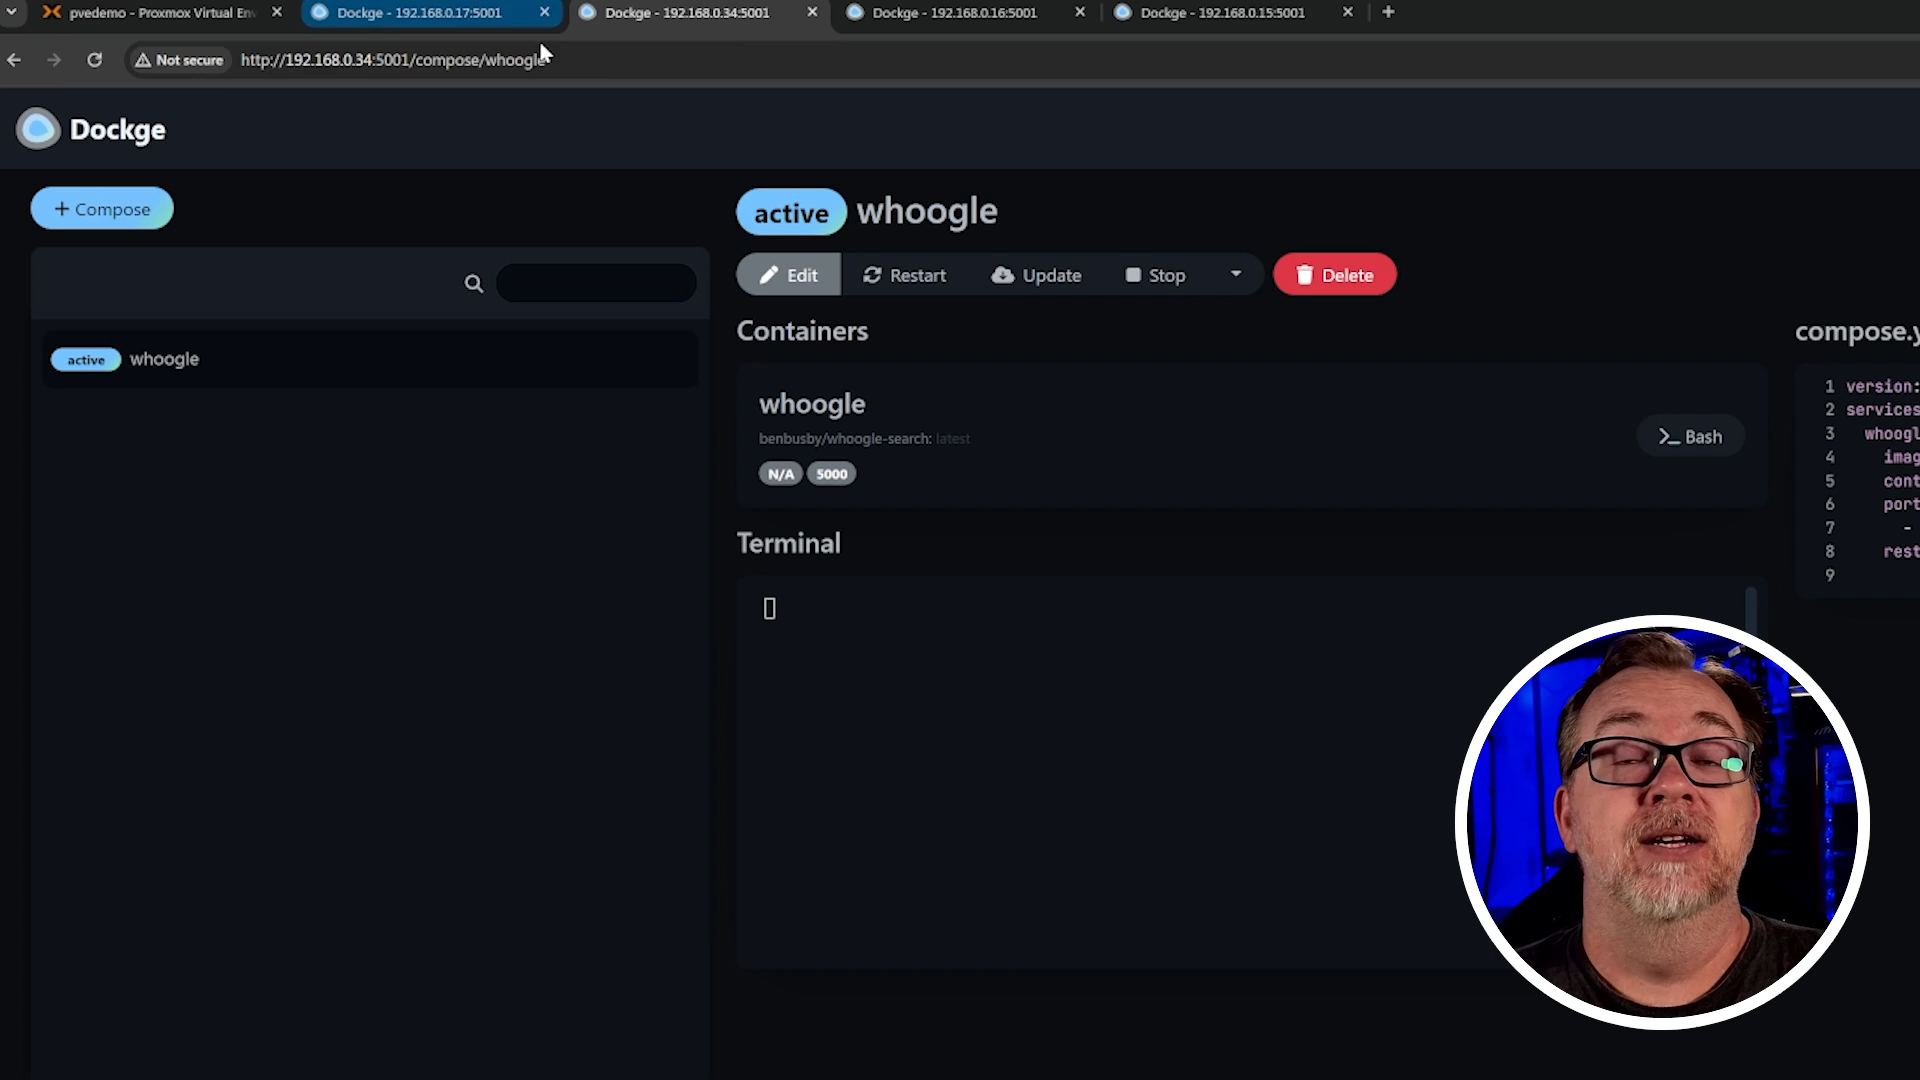 pvedemo - Proxmox Virtual Env
Dockge - 192.168.0.17:5001
Dockge - 192.168.0.34:5001
Dockge - 192.168.0.16:5001
Dockge - 192.168.0.15:5001
Not secure
http://192.168.0.34:5001/compose/whoogle
Dockge
+ Compose
active whoogle
Edit
Restart
Update
Stop
Delete
active whoogle
Containers
whoogle
benbusby/whoogle-search: latest
N/A 5000
>_ Bash
Terminal
compose.y
1 version:
2 services
3 whoogl
4 imag
5 cont
6 port
7 -
8 rest
9